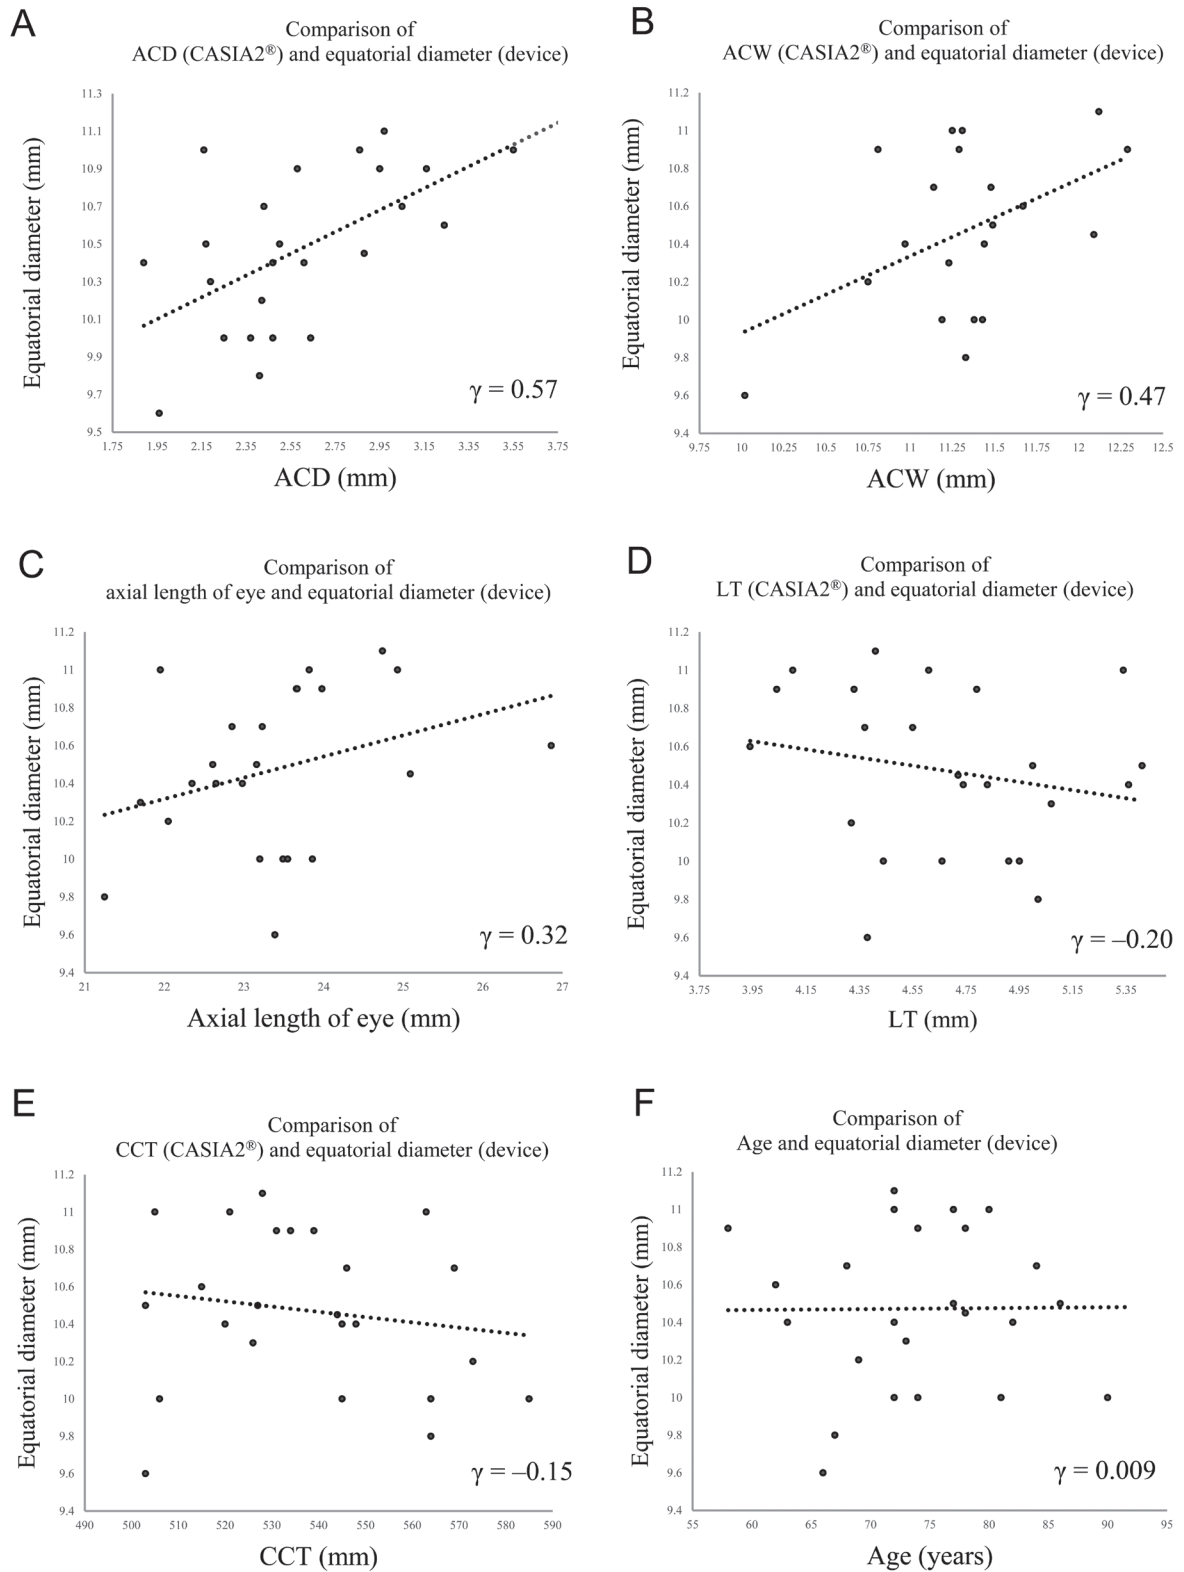 A
Comparison of
ACD (CASIA2®) and equatorial diameter (device)
Equatorial diameter (mm)
11.3
11.1
10.9
10.7
10.5
10.3
10.1
9.9
9.7
9.5
γ = 0.57
1.75 1.95 2.15 2.35 2.55 2.75 2.95 3.15 3.35 3.55 3.75
ACD (mm)
B
Comparison of
ACW (CASIA2®) and equatorial diameter (device)
Equatorial diameter (mm)
11.2
11
10.8
10.6
10.4
10.2
10
9.8
9.6
9.4
γ = 0.47
9.75 10 10.25 10.5 10.75 11 11.25 11.5 11.75 12 12.25 12.5
ACW (mm)
C
Comparison of
axial length of eye and equatorial diameter (device)
Equatorial diameter (mm)
11.2
11
10.8
10.6
10.4
10.2
10
9.8
9.6
9.4
γ = 0.32
21 22 23 24 25 26 27
Axial length of eye (mm)
D
Comparison of
LT (CASIA2®) and equatorial diameter (device)
Equatorial diameter (mm)
11.2
11
10.8
10.6
10.4
10.2
10
9.8
9.6
9.4
γ = –0.20
3.75 3.95 4.15 4.35 4.55 4.75 4.95 5.15 5.35
LT (mm)
E
Comparison of
CCT (CASIA2®) and equatorial diameter (device)
Equatorial diameter (mm)
11.2
11
10.8
10.6
10.4
10.2
10
9.8
9.6
9.4
γ = –0.15
490 500 510 520 530 540 550 560 570 580 590
CCT (mm)
F
Comparison of
Age and equatorial diameter (device)
Equatorial diameter (mm)
11.2
11
10.8
10.6
10.4
10.2
10
9.8
9.6
9.4
γ = 0.009
55 60 65 70 75 80 85 90 95
Age (years)